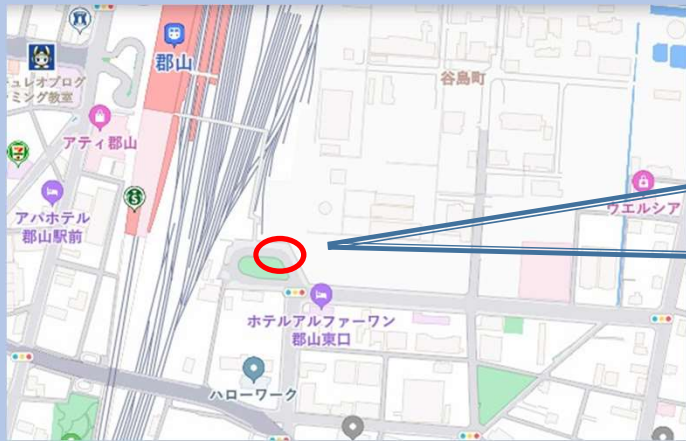 郡山
谷島町
ュレオプログ
ミング教室
アティ郡山
7
アパホテル
郡山駅前
S
ウエルシア
ホテルアルファーワン
郡山東口
ハローワーク